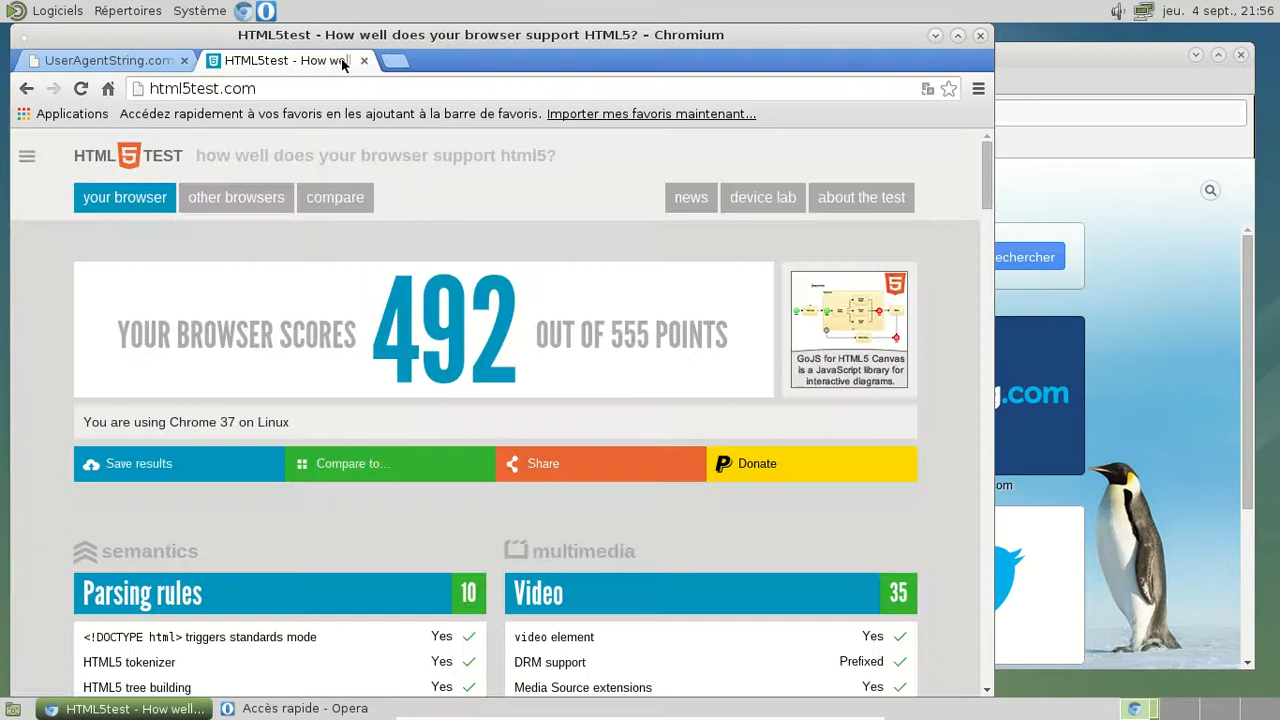 Logiciels Répertoires Système jeu. 4 sept., 21:56
HTML5test - How well does your browser support HTML5? - Chromium
UserAgentString.com HTML5test - How well
html5test.com
Applications Accédez rapidement à vos favoris en les ajoutant à la barre de favoris. Importer mes favoris maintenant...
HTML 5 TEST how well does your browser support html5?
your browser other browsers compare news device lab about the test
YOUR BROWSER SCORES 492 OUT OF 555 POINTS
GoJS for HTML5 Canvas
is a JavaScript library for
interactive diagrams.
You are using Chrome 37 on Linux
Save results Compare to... Share Donate
semantics multimedia
Parsing rules 10 Video 35
<!DOCTYPE html> triggers standards mode Yes video element Yes
HTML5 tokenizer Yes DRM support Prefixed
HTML5 tree building Yes Media Source extensions Yes
echercher
.com
om
HTML5test - How well... Accès rapide - Opera